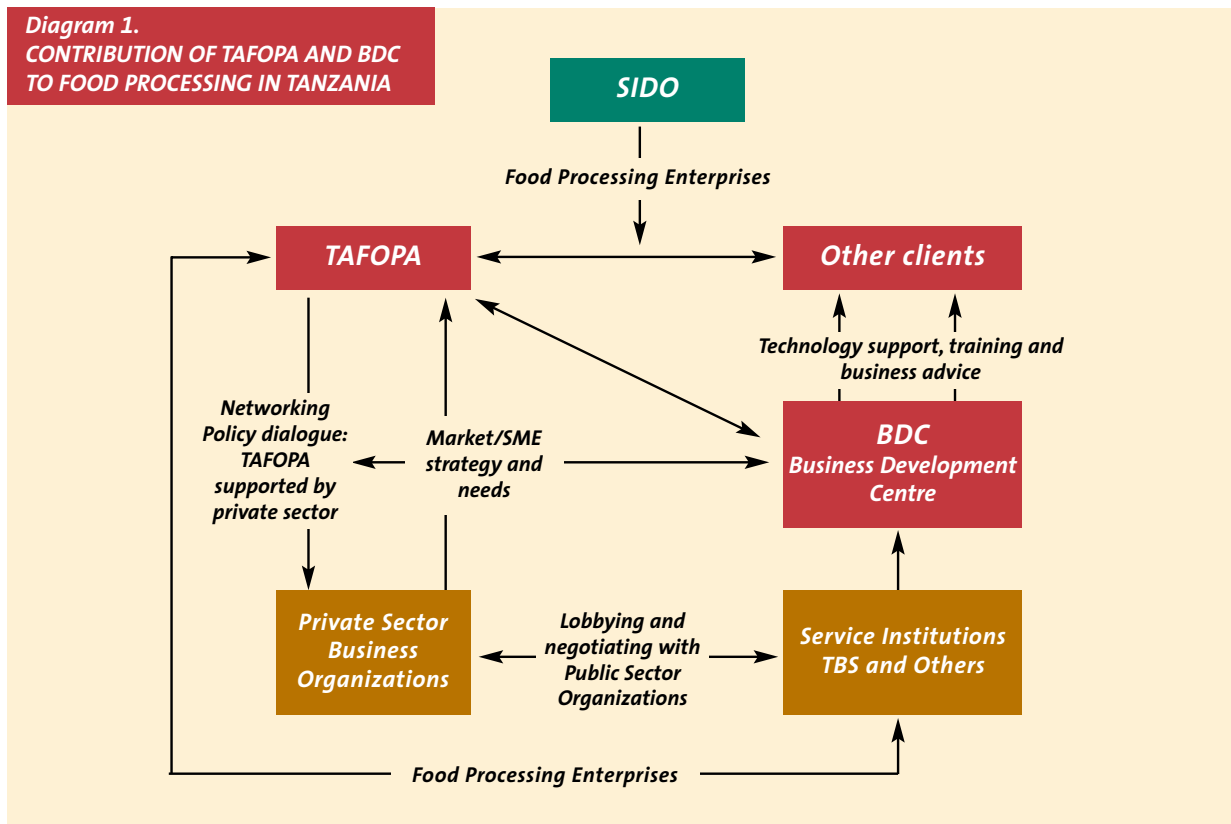 Diagram 1.
CONTRIBUTION OF TAFOPA AND BDC
TO FOOD PROCESSING IN TANZANIA
SIDO
Food Processing Enterprises
TAFOPA
Other clients
Technology support, training and
business advice
Networking
Policy dialogue:
TAFOPA
supported by
private sector
Market/SME
strategy and
needs
BDC
Business Development
Centre
Private Sector
Business
Organizations
Lobbying and
negotiating with
Public Sector
Organizations
Service Institutions
TBS and Others
Food Processing Enterprises